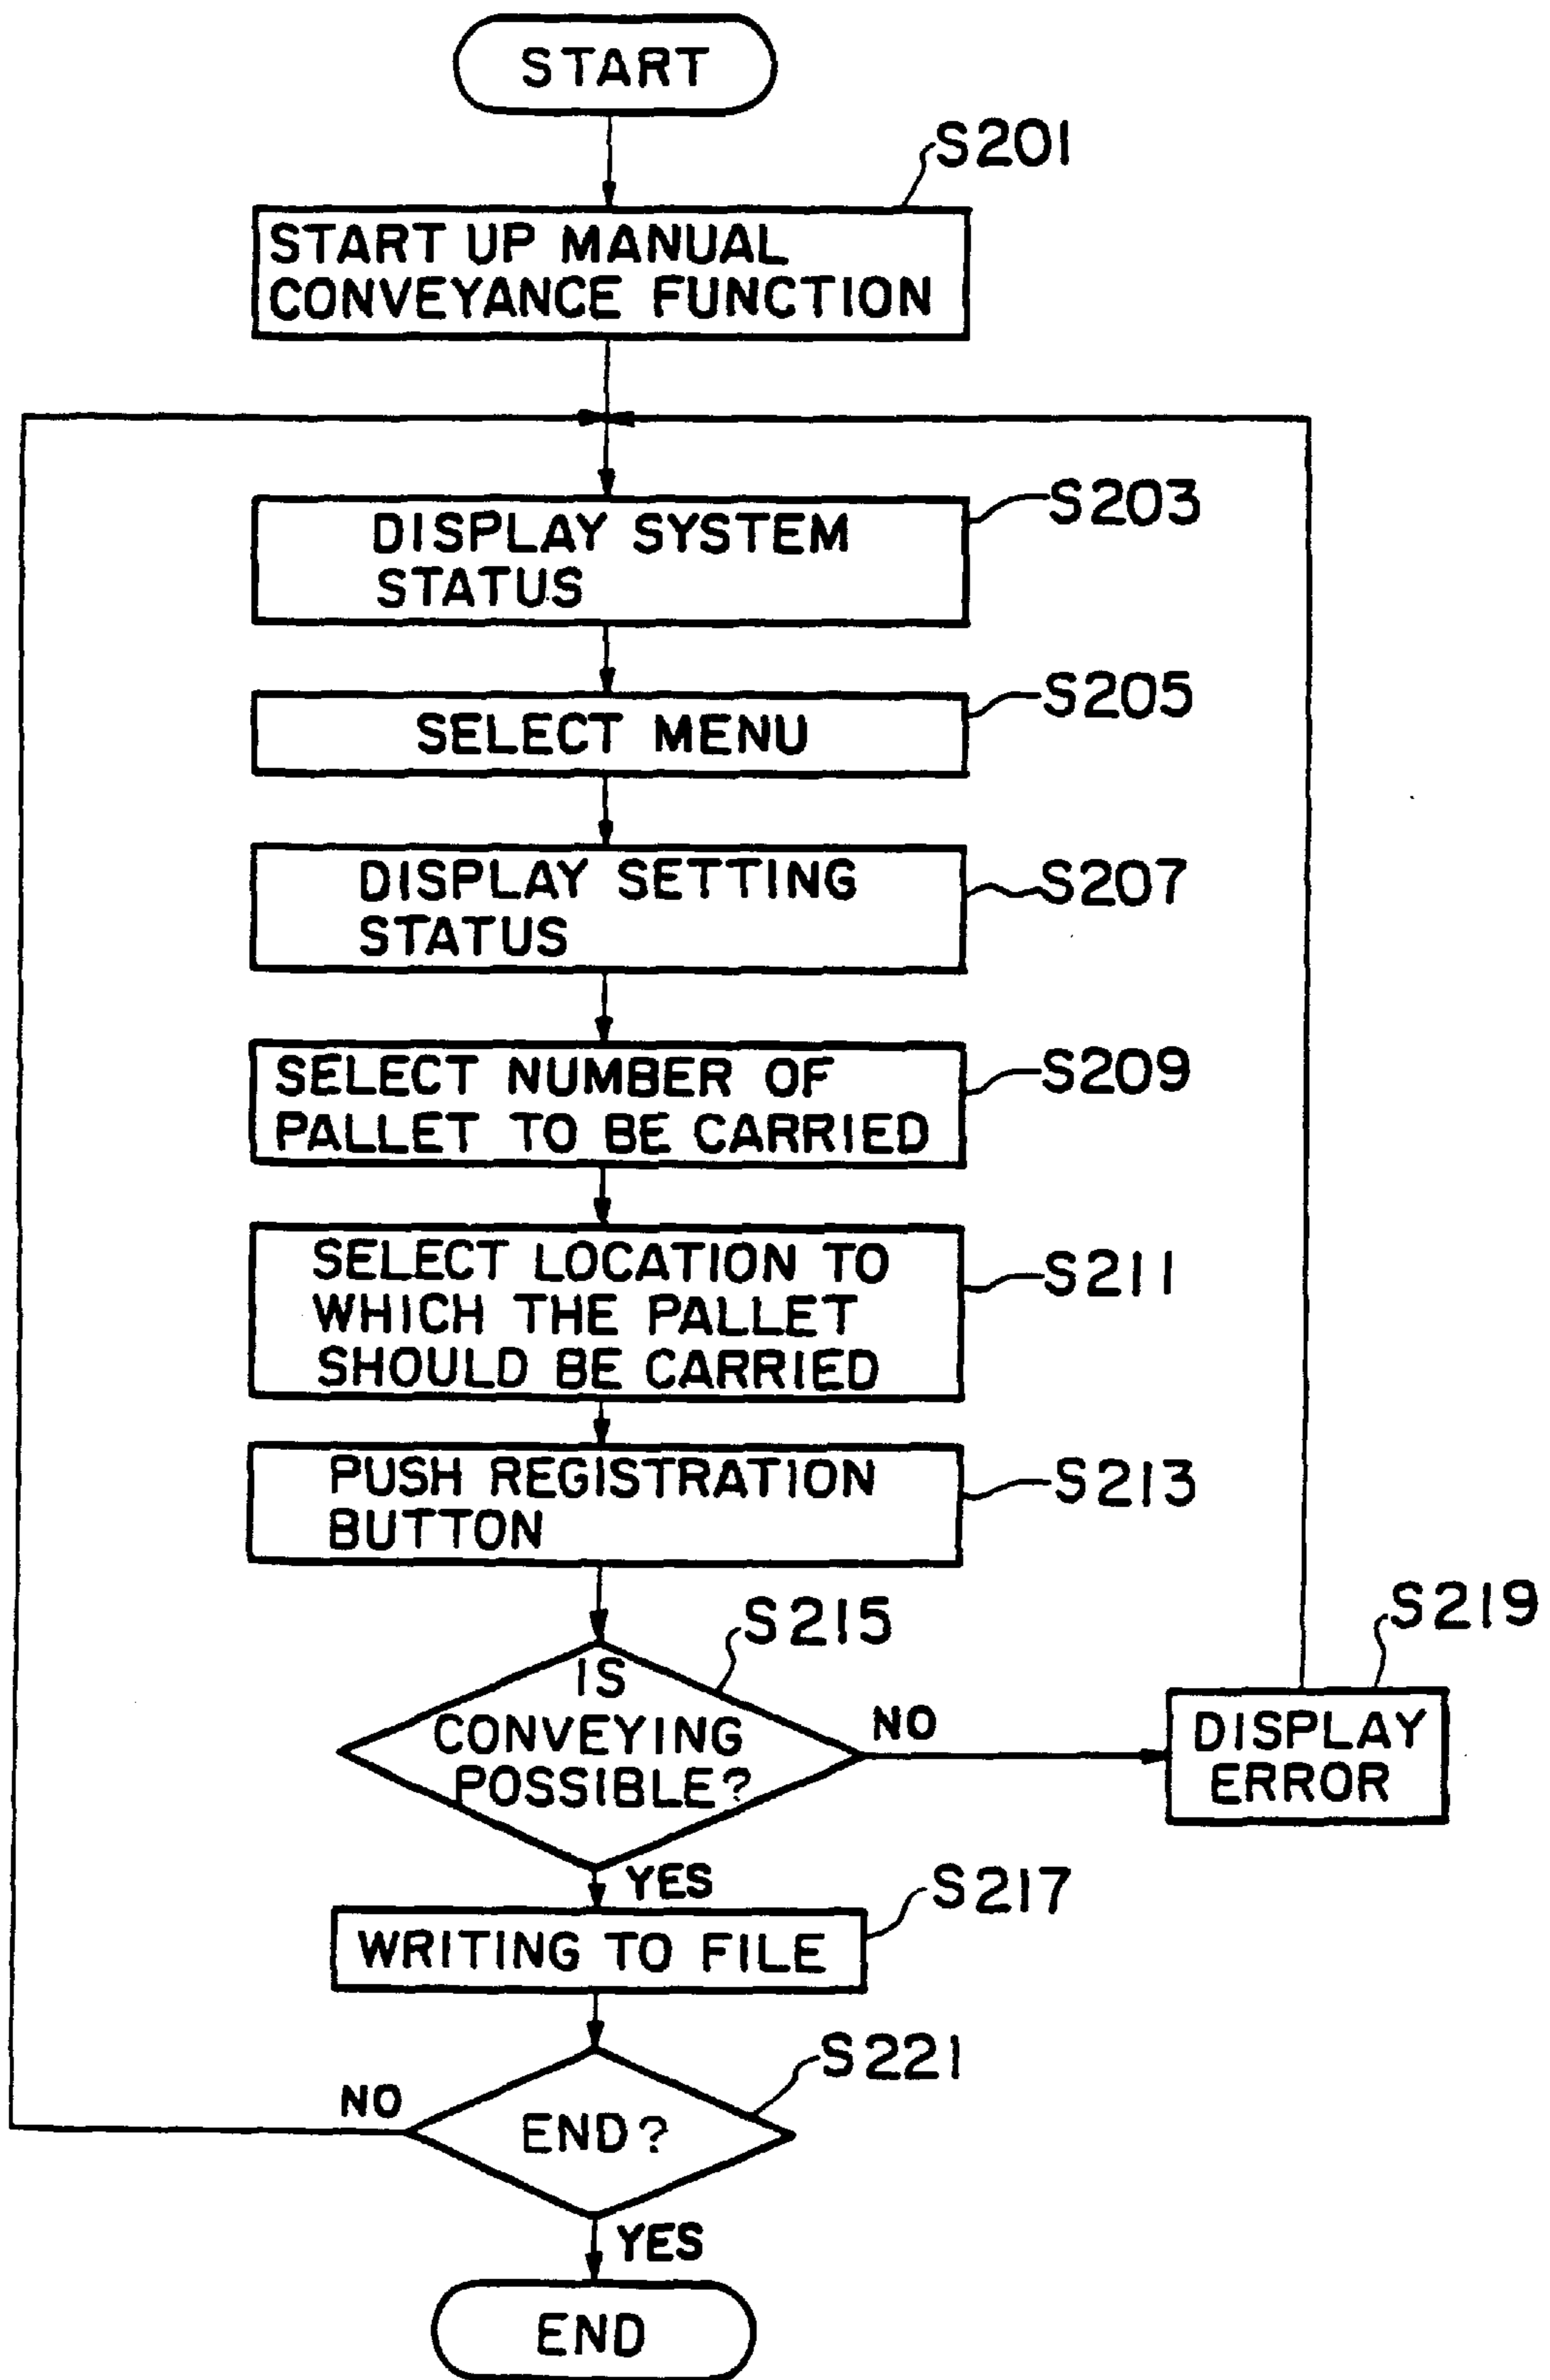 START
S201
START UP MANUAL
CONVEYANCE FUNCTION
S203
DISPLAY SYSTEM
STATUS
S205
SELECT MENU
S207
DISPLAY SETTING
STATUS
S209
SELECT NUMBER OF
PALLET TO BE CARRIED
S211
SELECT LOCATION TO
WHICH THE PALLET
SHOULD BE CARRIED
S213
PUSH REGISTRATION
BUTTON
S215
IS
CONVEYING
POSSIBLE?
NO
S219
DISPLAY
ERROR
YES
S217
WRITING TO FILE
S221
NO
END?
YES
END